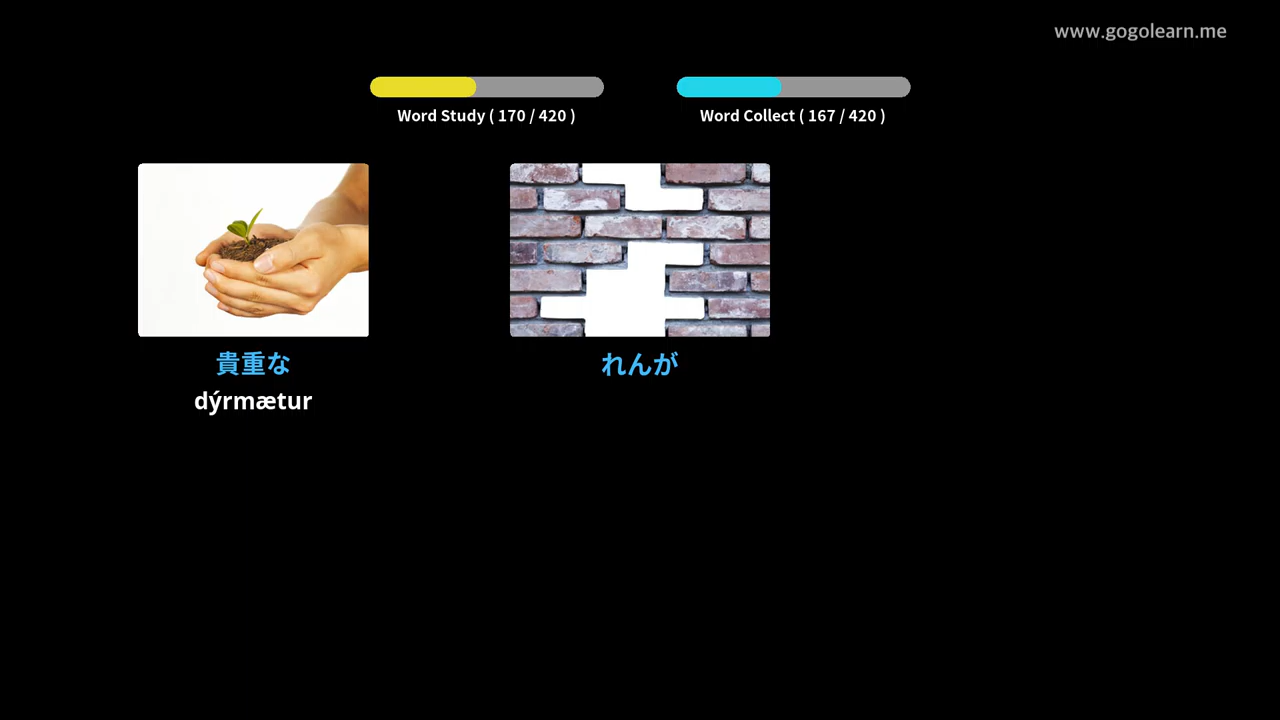 www.gogolearn.me
Word Study ( 170 / 420 )
Word Collect ( 167 / 420 )
貴重な
dýrmætur
れんが